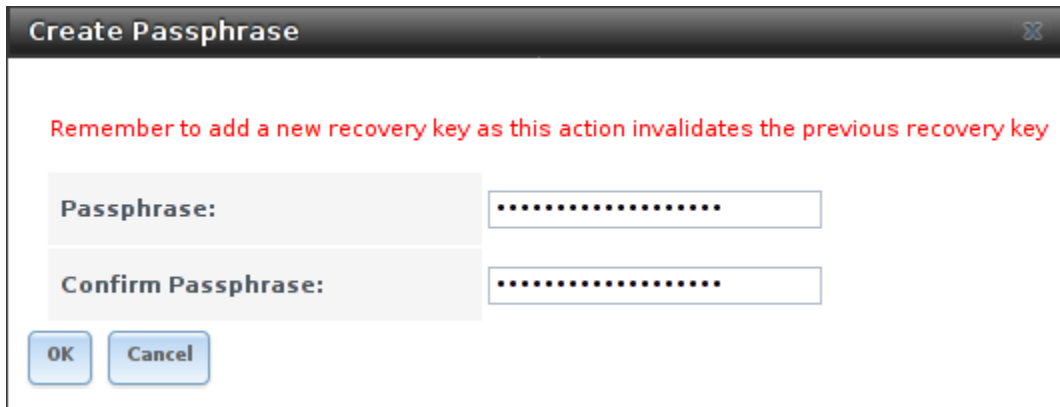 Create Passphrase
Remember to add a new recovery key as this action invalidates the previous recovery key
Passphrase: •••••••••••••••••••
Confirm Passphrase: •••••••••••••••••••
OK Cancel